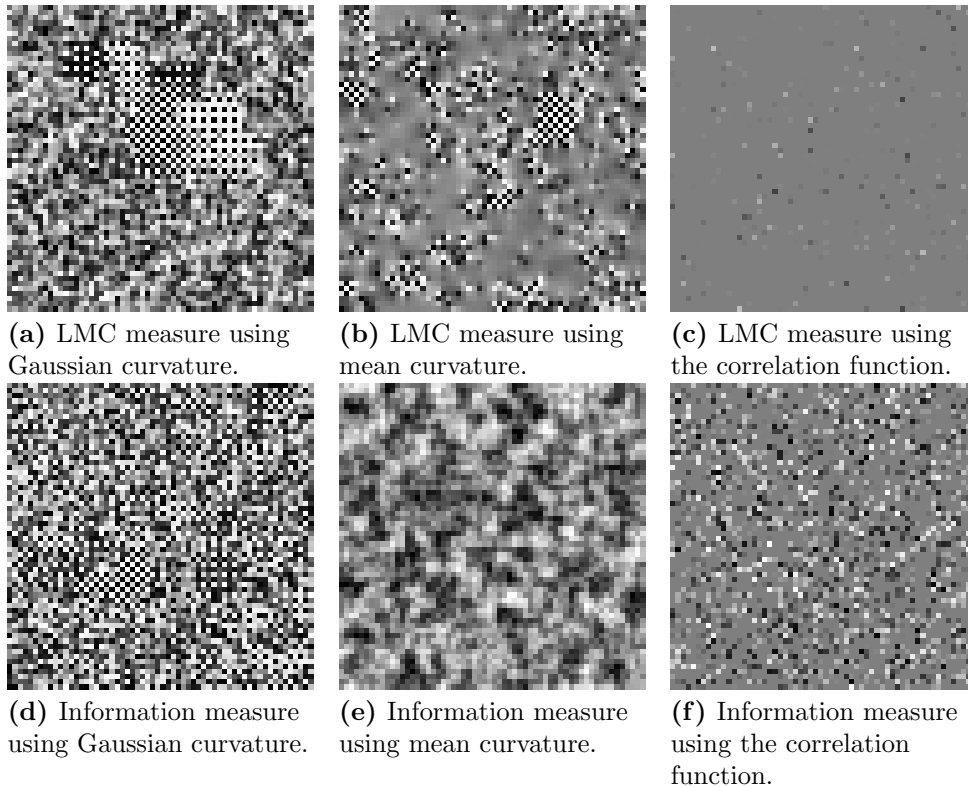 (a) LMC measure using
Gaussian curvature.
(b) LMC measure using
mean curvature.
(c) LMC measure using
the correlation function.
(d) Information measure
using Gaussian curvature.
(e) Information measure
using mean curvature.
(f) Information measure
using the correlation
function.